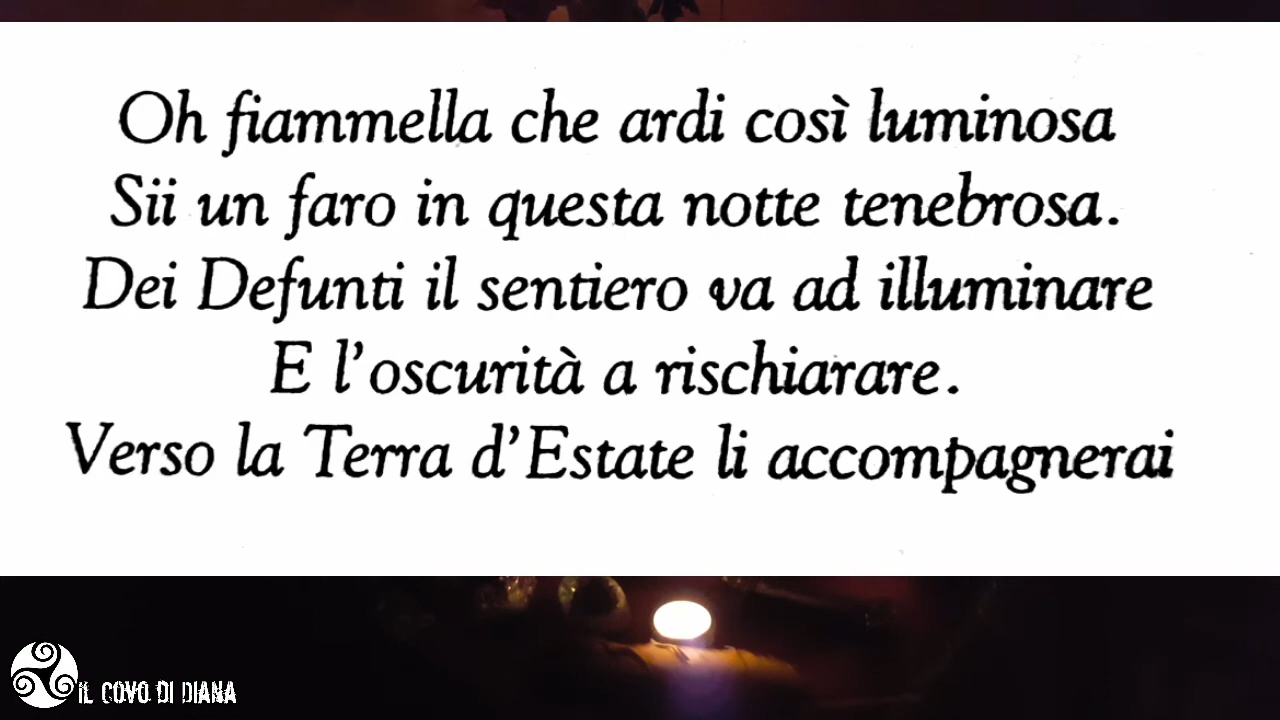 Oh fiammella che ardi così luminosa
Sii un faro in questa notte tenebrosa.
Dei Defunti il sentiero va ad illuminare
E l'oscurità a rischiarare.
Verso la Terra d'Estate li accompagnerai
IL COVO DI DIANA